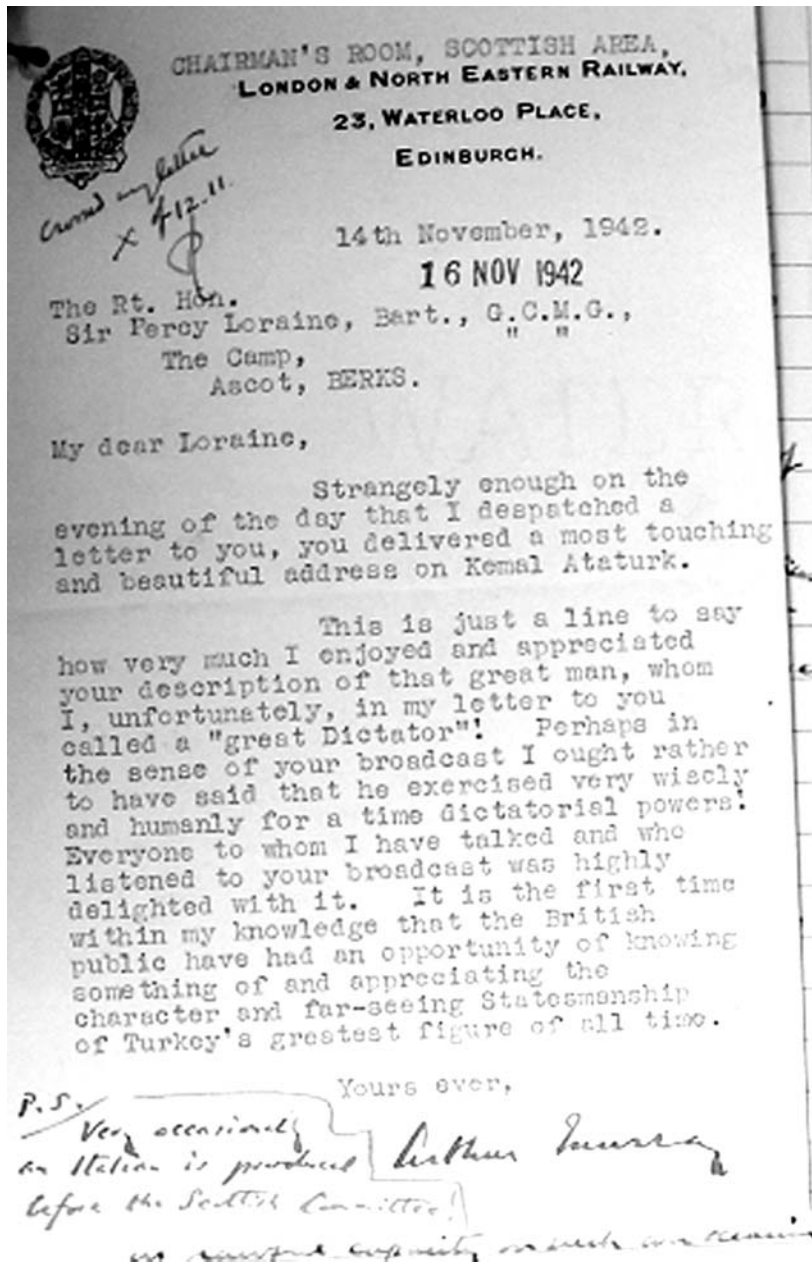 CHAIRMAN'S ROOM, SCOTTISH AREA,
LONDON & NORTH EASTERN RAILWAY,
23, WATERLOO PLACE,
EDINBURGH.
crossed my letter
14th November, 1942.
16 NOV 1942
The Rt. Hon.
Sir Percy Loraine, Bart., G.C.M.G.,
" "
The Camp,
Ascot, BERKS.
My dear Loraine,
Strangely enough on the
evening of the day that I despatched a
letter to you, you delivered a most touching
and beautiful address on Kemal Ataturk.
This is just a line to say
how very much I enjoyed and appreciated
your description of that great man, whom
I, unfortunately, in my letter to you
called a "great Dictator"! Perhaps in
the sense of your broadcast I ought rather
to have said that he exercised very wisely
and humanly for a time dictatorial powers!
Everyone to whom I have talked and who
listened to your broadcast was highly
delighted with it. It is the first time
within my knowledge that the British
public have had an opportunity of knowing
something of and appreciating the
character and far-seeing Statesmanship
of Turkey's greatest figure of all time.
Yours ever,
Arthur Murray
P.S.
Very occasionally
an Italian is produced
before the Scottish Committee!